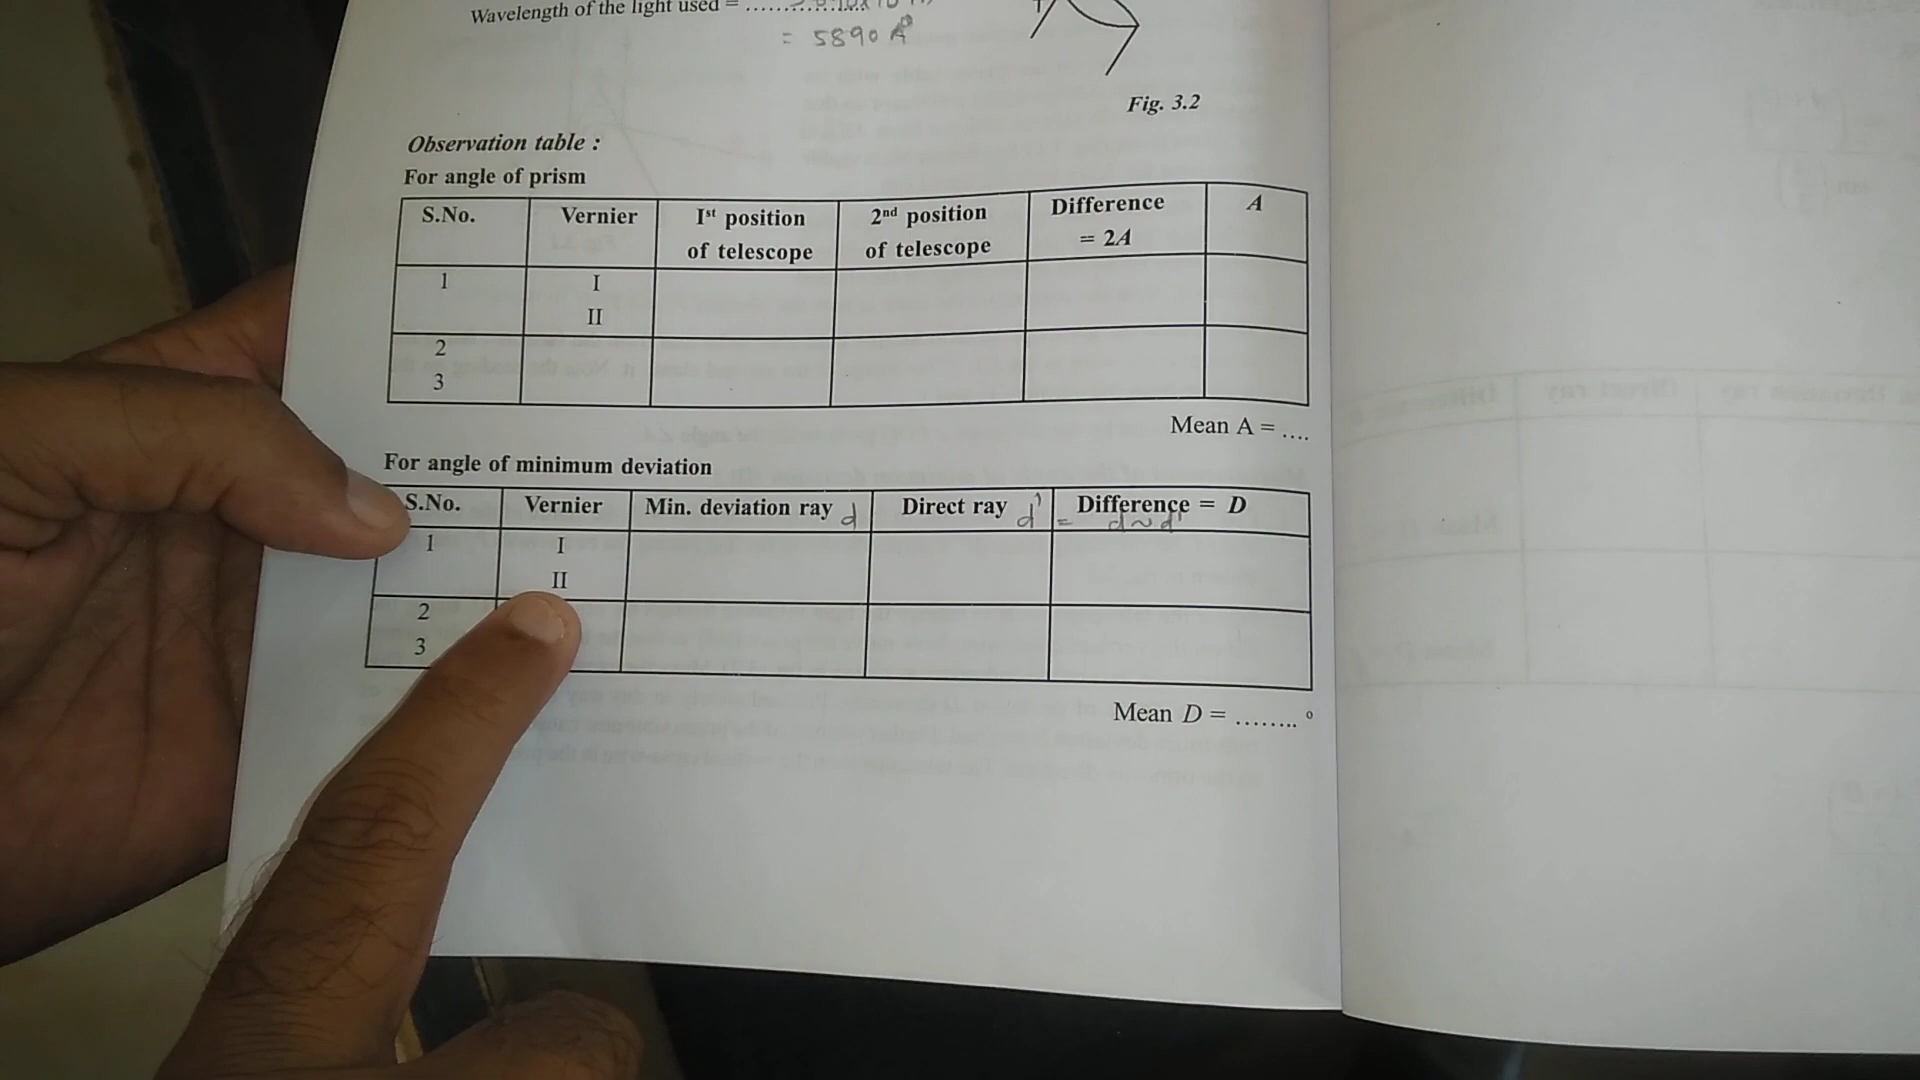 Wavelength of the light used =
= 5890 A°
Fig. 3.2
Observation table :
For angle of prism
S.No. Vernier Ist position of telescope 2nd position of telescope Difference = 2A A
1 I
II
2
3
Mean A = ....
For angle of minimum deviation
S.No. Vernier Min. deviation ray d Direct ray d' Difference = D
= d ~ d'
1 I
II
2
3
Mean D = ........ °